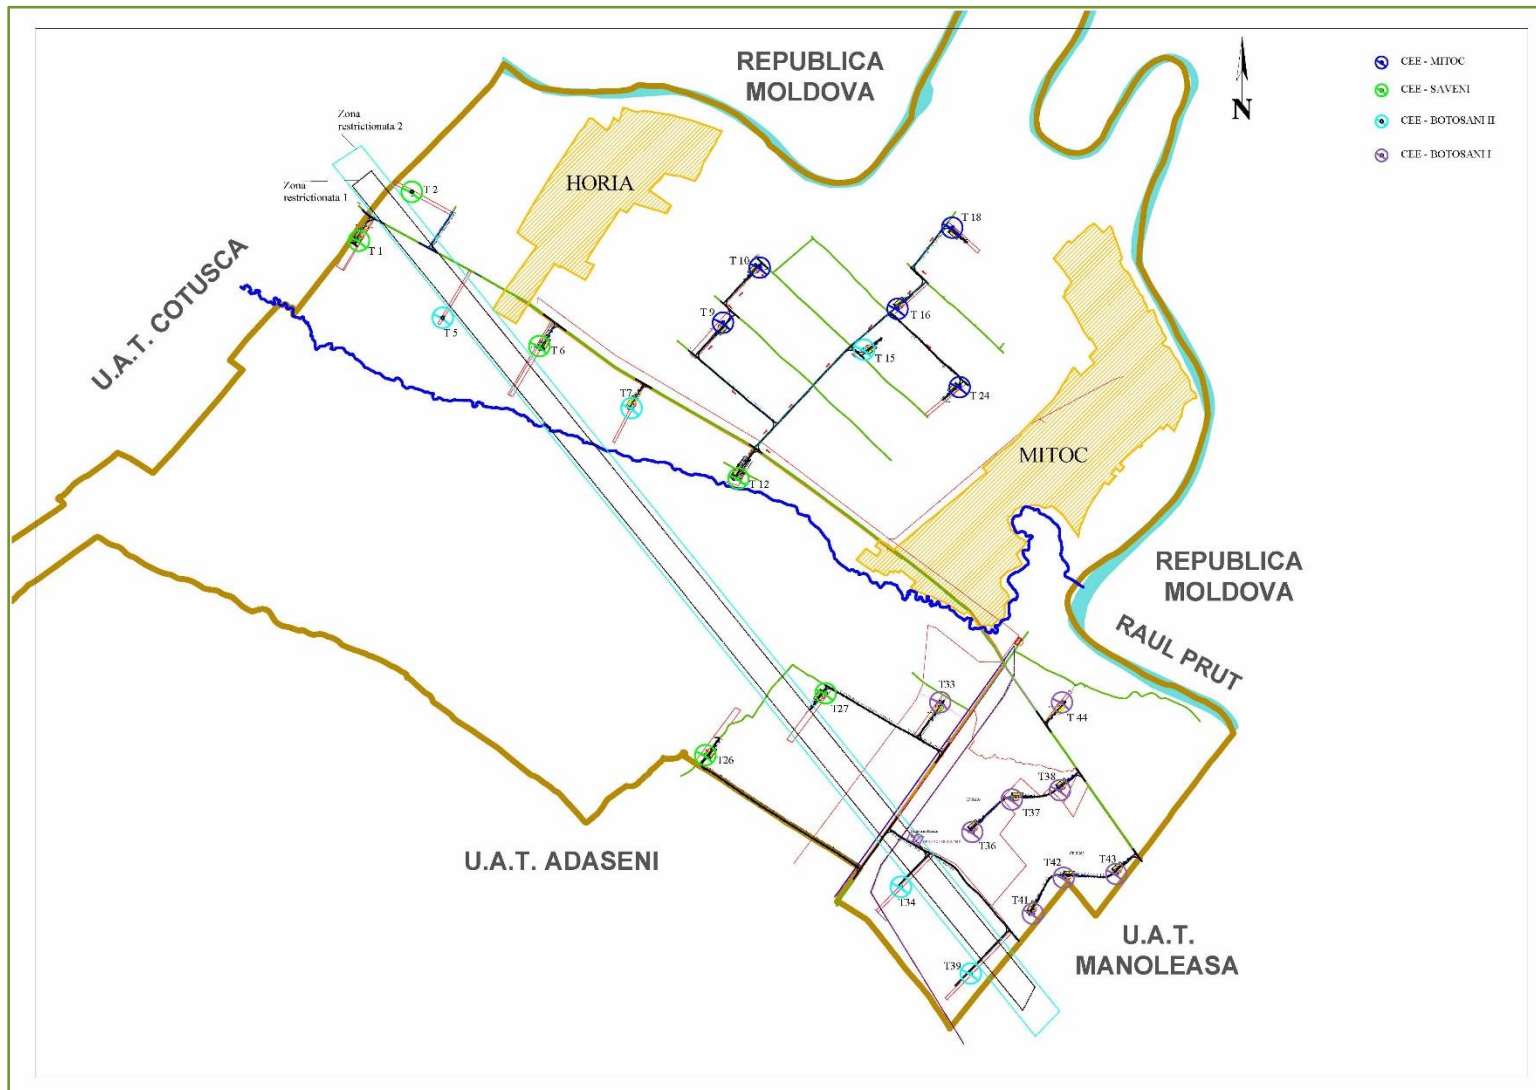 REPUBLICA
MOLDOVA
CEE - MITOC
CEE - SAVENI
CEE - BOTOSANI II
CEE - BOTOSANI I
N
Zona
restrictionata 2
Zona
restrictionata 1
HORIA
T 2
T 1
U.A.T. COTUSCA
T 18
T 10
T 9
T 16
T 5
T 6
T 15
T 24
T7
MITOC
T 12
REPUBLICA
MOLDOVA
RAUL PRUT
T27
T33
T 44
T26
T38
T37
T36
U.A.T. ADASENI
T42
T43
T34
T41
U.A.T.
MANOLEASA
T39